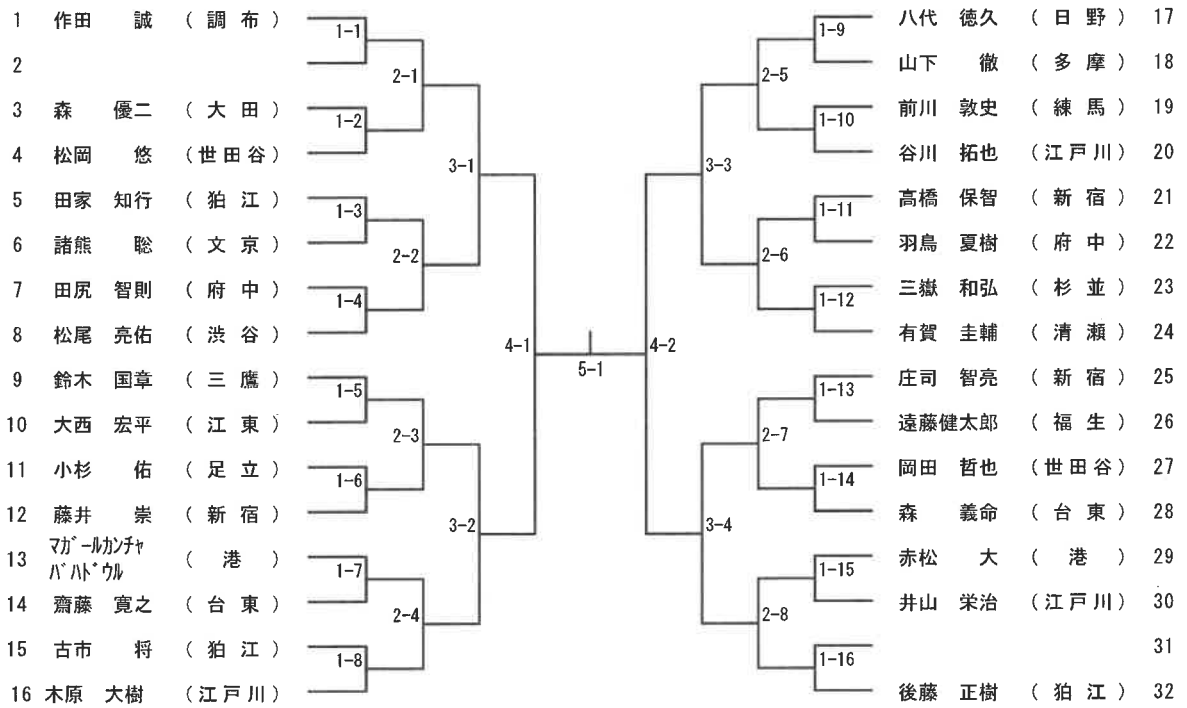 1 作田 誠 ( 調布 )
2
3 森 優二 ( 大田 )
4 松岡 悠 (世田谷)
5 田家 知行 ( 狛江 )
6 諸熊 聡 ( 文京 )
7 田尻 智則 ( 府中 )
8 松尾 亮佑 ( 渋谷 )
9 鈴木 国章 ( 三鷹 )
10 大西 宏平 ( 江東 )
11 小杉 佑 ( 足立 )
12 藤井 崇 ( 新宿 )
13 マガールカンチャ
バハドウル ( 港 )
14 齋藤 寛之 ( 台東 )
15 古市 将 ( 狛江 )
16 木原 大樹 (江戸川)
1-1
1-2
1-3
1-4
1-5
1-6
1-7
1-8
2-1
2-2
2-3
2-4
3-1
3-2
4-1
5-1
4-2
3-3
3-4
2-5
2-6
2-7
2-8
1-9
1-10
1-11
1-12
1-13
1-14
1-15
1-16
八代 徳久 ( 日野 ) 17
山下 徹 ( 多摩 ) 18
前川 敦史 ( 練馬 ) 19
谷川 拓也 (江戸川) 20
高橋 保智 ( 新宿 ) 21
羽鳥 夏樹 ( 府中 ) 22
三嶽 和弘 ( 杉並 ) 23
有賀 圭輔 ( 清瀬 ) 24
庄司 智亮 ( 新宿 ) 25
遠藤健太郎 ( 福生 ) 26
岡田 哲也 (世田谷) 27
森 義命 ( 台東 ) 28
赤松 大 ( 港 ) 29
井山 栄治 (江戸川) 30
31
後藤 正樹 ( 狛江 ) 32